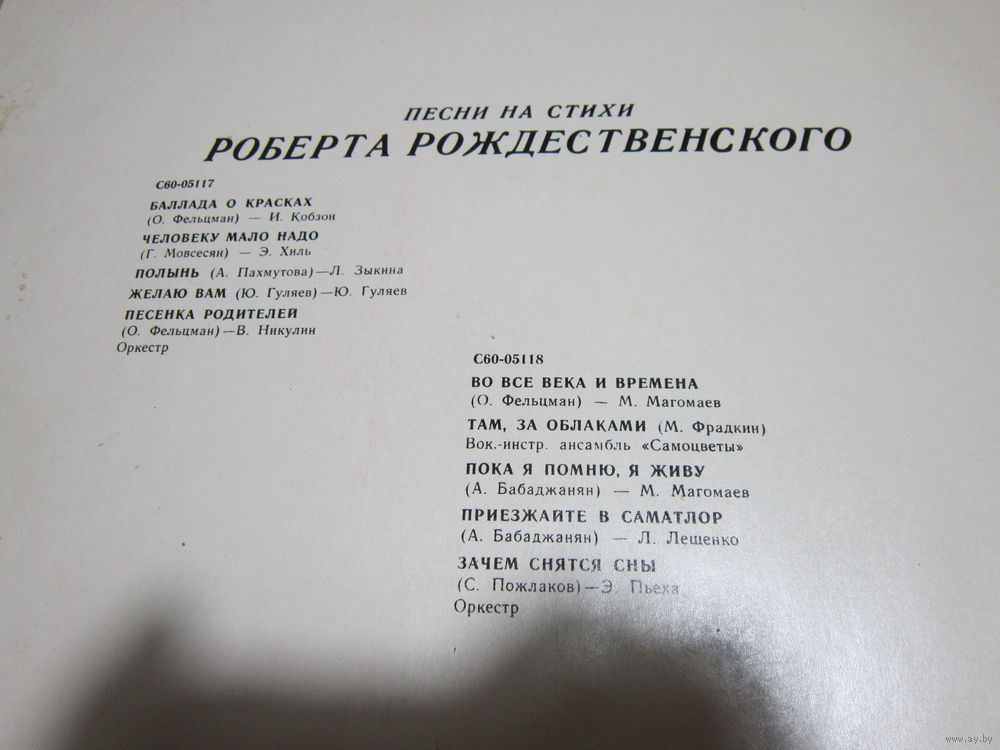 ПЕСНИ НА СТИХИ
РОБЕРТА РОЖДЕСТВЕНСКОГО
С60-05117
БАЛЛАДА О КРАСКАХ
(О. Фельцман) — И. Кобзон
ЧЕЛОВЕКУ МАЛО НАДО
(Г. Мовсесян) — Э. Хиль
ПОЛЫНЬ (А. Пахмутова)—Л. Зыкина
ЖЕЛАЮ ВАМ (Ю. Гуляев)—Ю. Гуляев
ПЕСЕНКА РОДИТЕЛЕЙ
(О. Фельцман)—В. Никулин
Оркестр
С60-05118
ВО ВСЕ ВЕКА И ВРЕМЕНА
(О. Фельцман) — М. Магомаев
ТАМ, ЗА ОБЛАКАМИ (М. Фрадкин)
Вок.-инстр. ансамбль «Самоцветы»
ПОКА Я ПОМНЮ, Я ЖИВУ
(А. Бабаджанян) — М. Магомаев
ПРИЕЗЖАЙТЕ В САМАТЛОР
(А. Бабаджанян) — Л. Лещенко
ЗАЧЕМ СНЯТСЯ СНЫ
(С. Пожлаков)—Э. Пьеха
Оркестр
www.ay.by